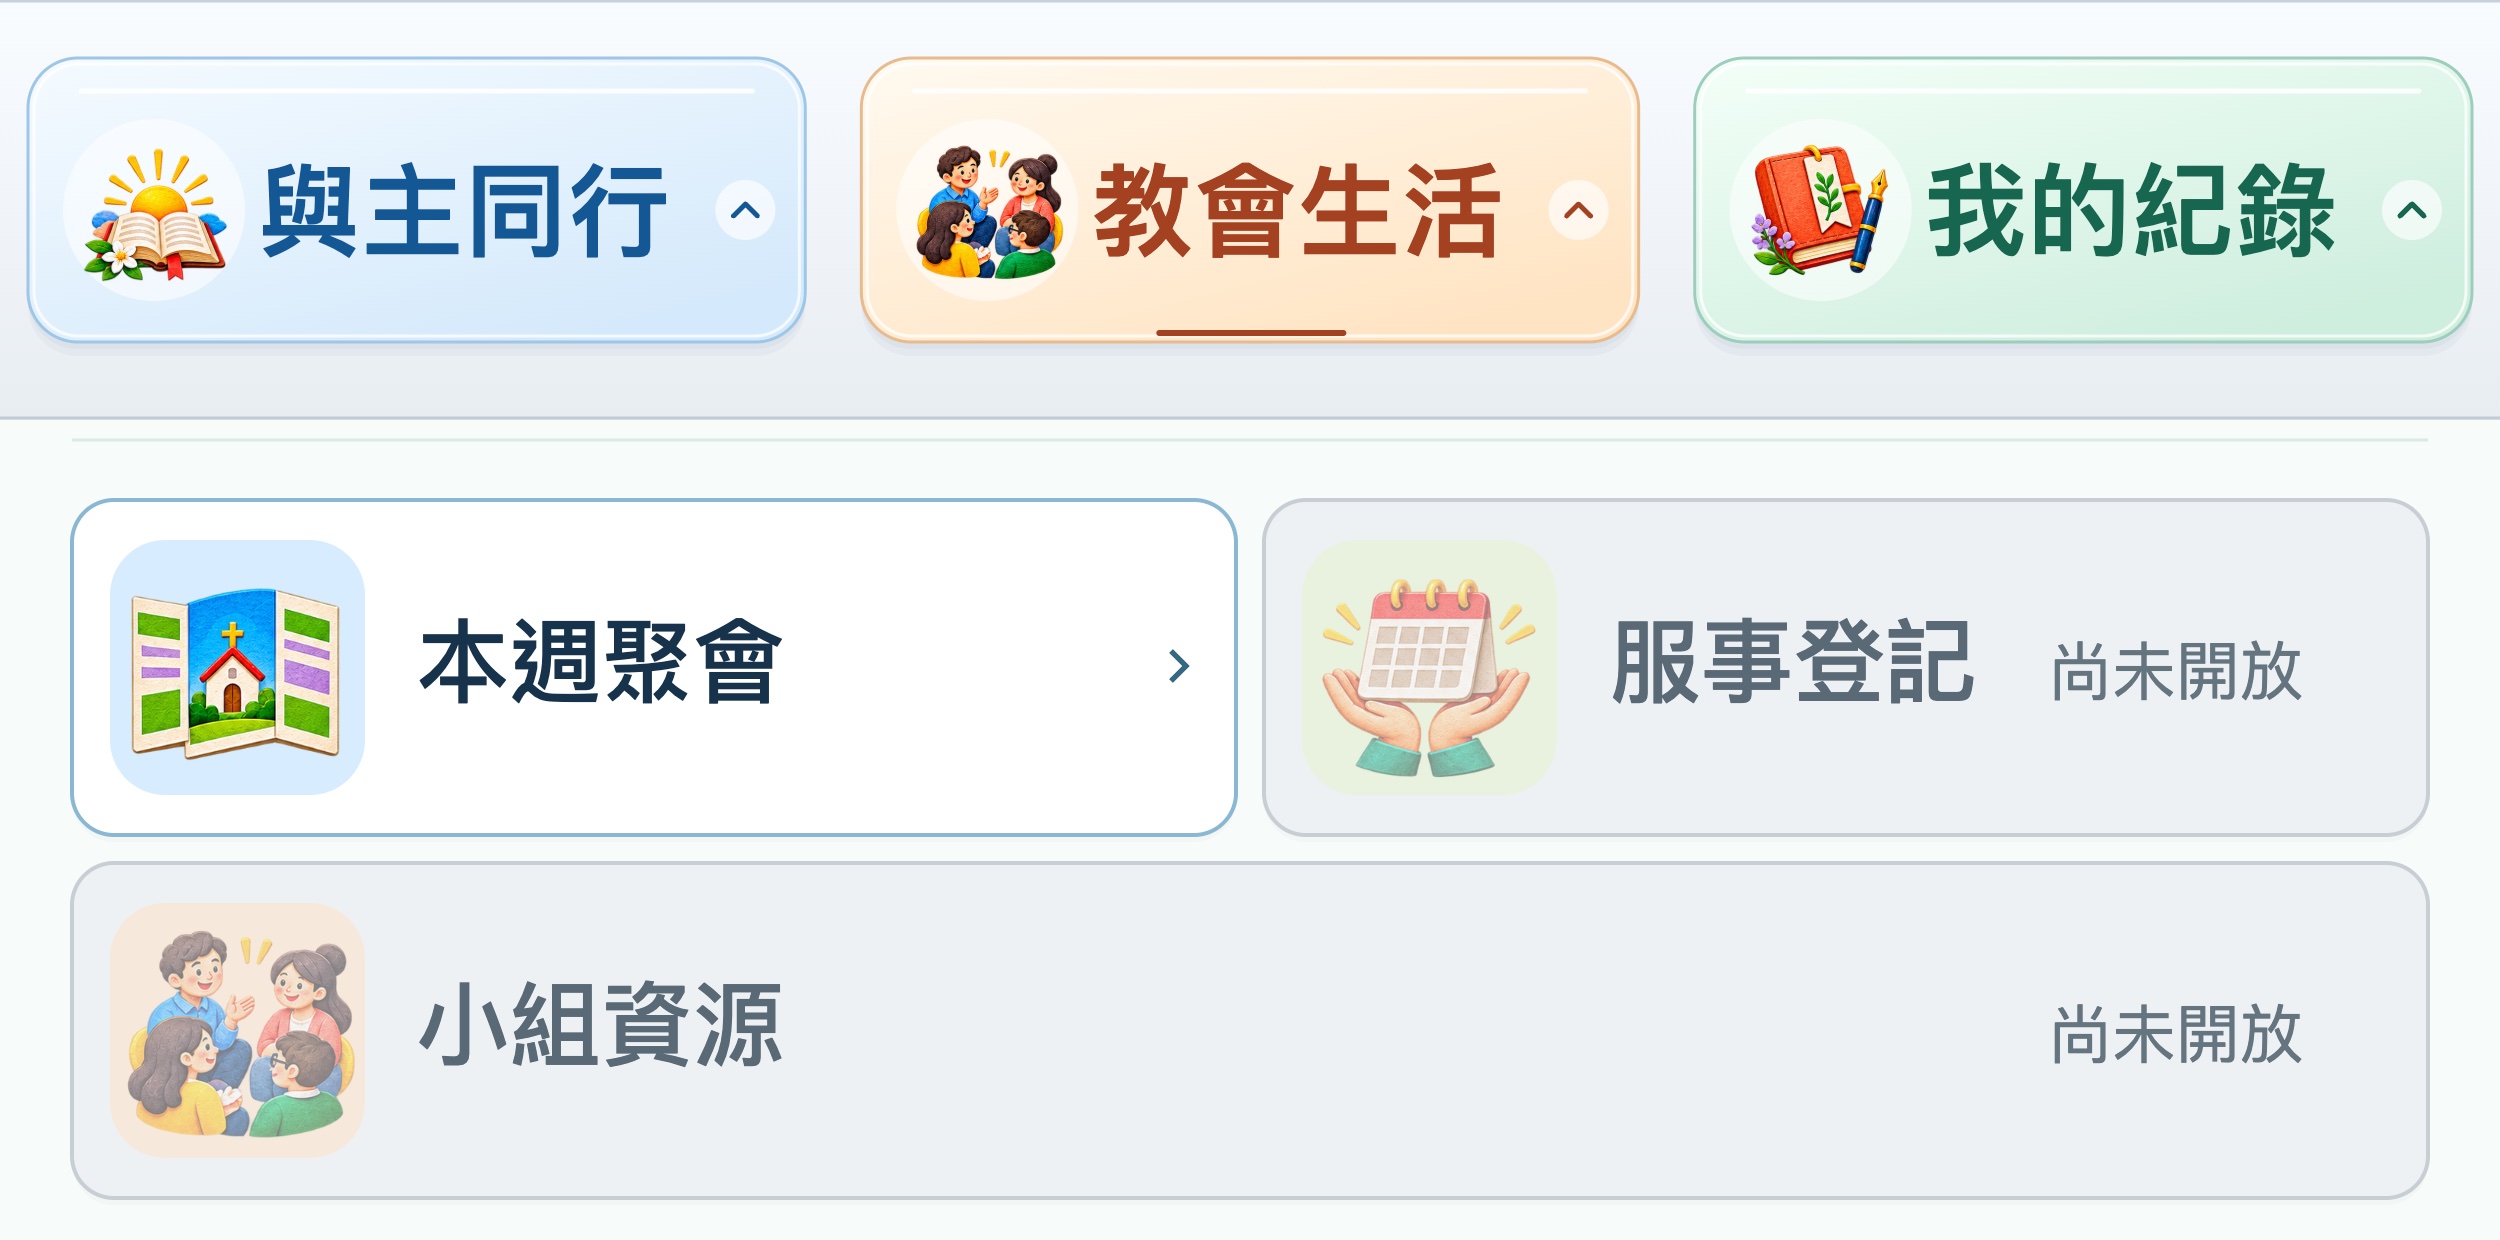 與主同行
教會生活
我的紀錄
本週聚會
服事登記 尚未開放
小組資源 尚未開放